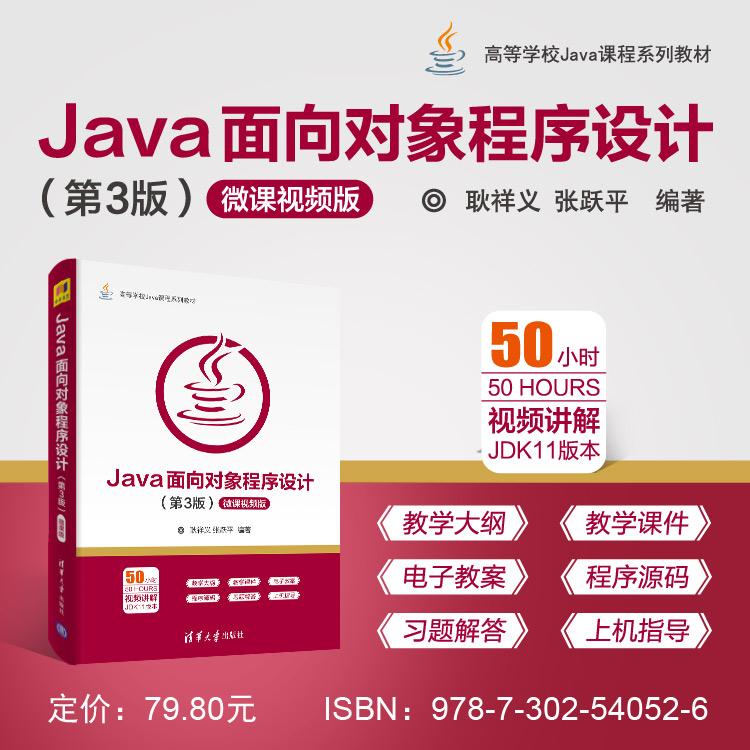 高等学校Java课程系列教材
Java面向对象程序设计
（第3版）微课视频版
◎ 耿祥义 张跃平 编著
高等学校Java课程系列教材
Java面向对象程序设计
（第3版）微课视频版
◎ 耿祥义 张跃平 编著
50小时
50 HOURS
视频讲解
JDK11版本
教学大纲 教学课件 电子教案
程序源码 习题解答 上机指导
清华大学出版社
Java面向对象程序设计（第3版）微课版
清华大学出版社
50小时
50 HOURS
视频讲解
JDK11版本
教学大纲 教学课件
电子教案 程序源码
习题解答 上机指导
定价：79.80元 ISBN：978-7-302-54052-6